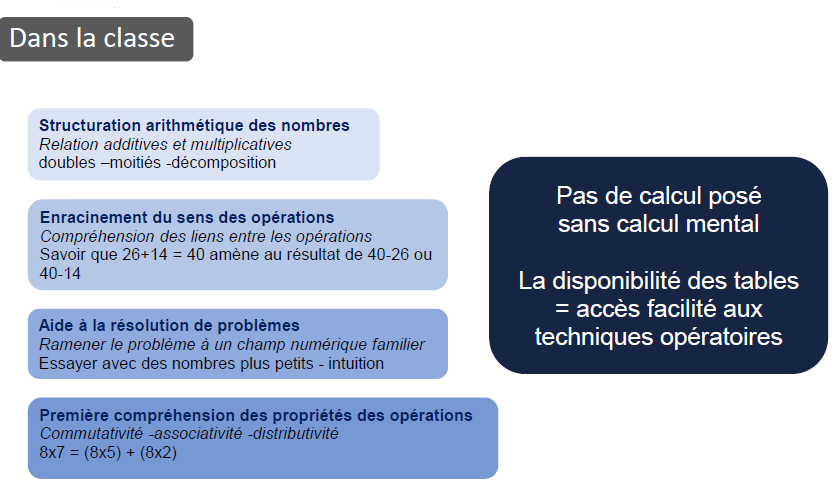 Dans la classe
Structuration arithmétique des nombres
Relation additives et multiplicatives
doubles –moitiés -décomposition
Enracinement du sens des opérations
Compréhension des liens entre les opérations
Savoir que 26+14 = 40 amène au résultat de 40-26 ou
40-14
Aide à la résolution de problèmes
Ramener le problème à un champ numérique familier
Essayer avec des nombres plus petits - intuition
Première compréhension des propriétés des opérations
Commutativité -associativité -distributivité
8x7 = (8x5) + (8x2)
Pas de calcul posé
sans calcul mental
La disponibilité des tables
= accès facilité aux
techniques opératoires